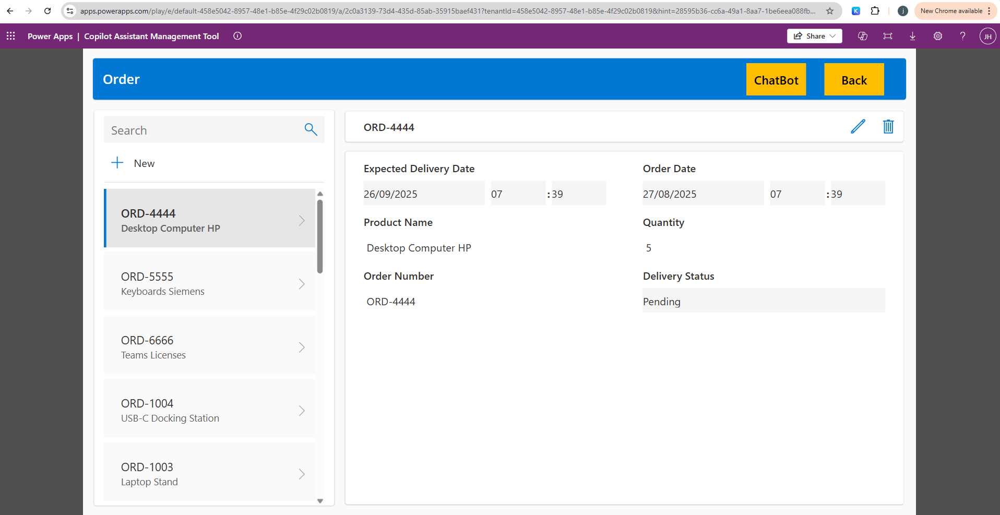 apps.powerapps.com/play/e/default-458e5042-8957-48e1-b85e-4f29c02b0819/a/2c0a3139-73d4-435d-85ab-35915baef431?tenantId=458e5042-8957-48e1-b85e-4f29c02b0819&hint=28595b36-cc6a-49a1-8aa7-1be6eea088fb...
K
j
New Chrome available
Power Apps | Copilot Assistant Management Tool
Share
JH
Order
ChatBot
Back
Search
New
ORD-4444
Desktop Computer HP
ORD-5555
Keyboards Siemens
ORD-6666
Teams Licenses
ORD-1004
USB-C Docking Station
ORD-1003
Laptop Stand
ORD-4444
Expected Delivery Date
Order Date
26/09/2025 07 : 39
27/08/2025 07 : 39
Product Name
Quantity
Desktop Computer HP
5
Order Number
Delivery Status
ORD-4444
Pending